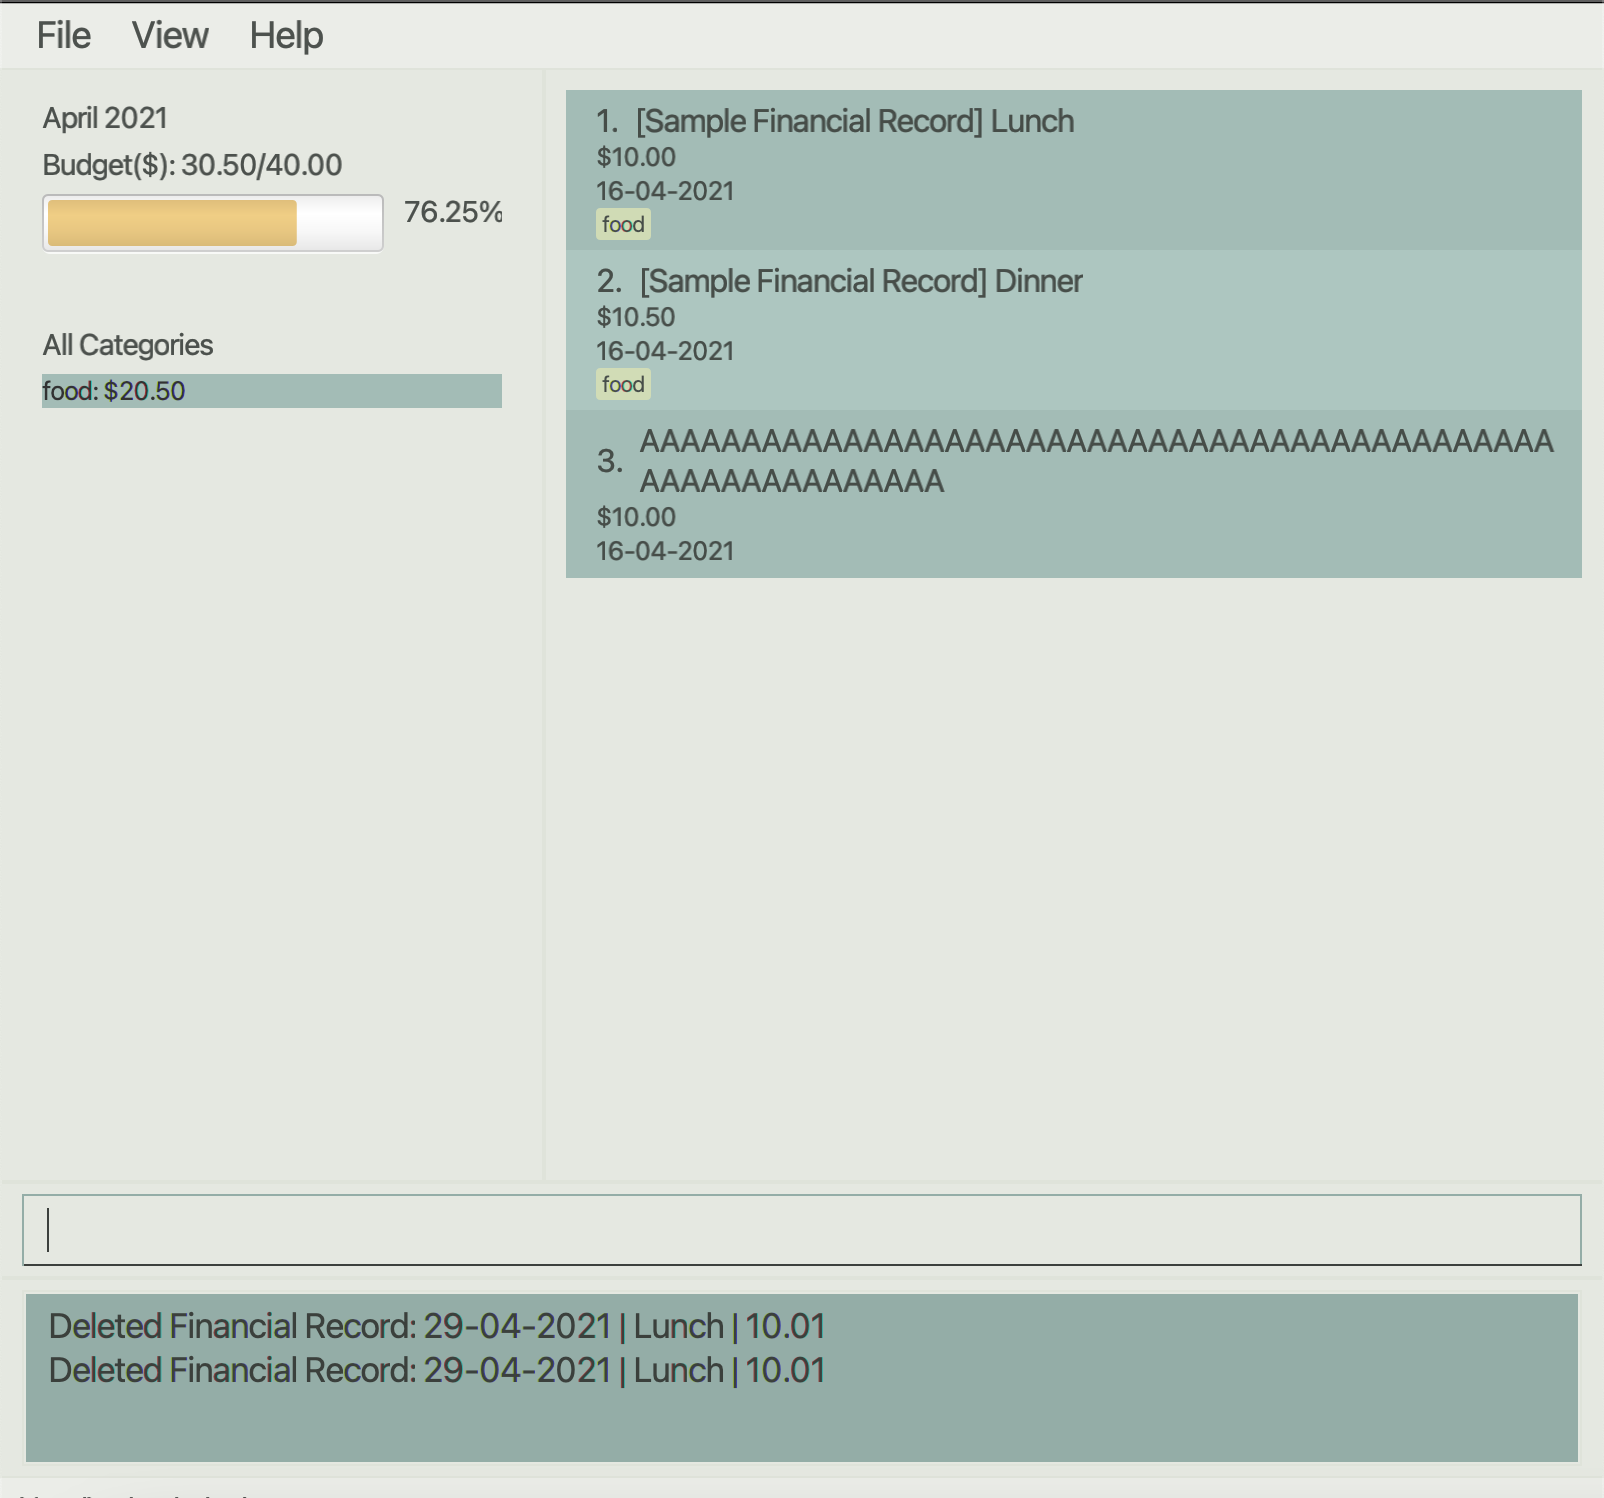 File View Help
April 2021
Budget($): 30.50/40.00
76.25%
All Categories
food: $20.50
1. [Sample Financial Record] Lunch
$10.00
16-04-2021
food
2. [Sample Financial Record] Dinner
$10.50
16-04-2021
food
3. AAAAAAAAAAAAAAAAAAAAAAAAAAAAAAAAAAAAAAAAAAAAA
AAAAAAAAAAAAAAA
$10.00
16-04-2021
Deleted Financial Record: 29-04-2021 | Lunch | 10.01
Deleted Financial Record: 29-04-2021 | Lunch | 10.01